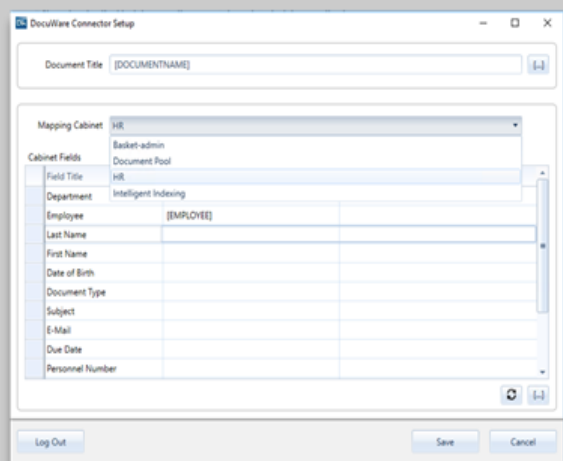 DocuWare Connector Setup
Document Title [DOCUMENTNAME] [...]
Mapping Cabinet HR
Basket-admin
Document Pool
HR
Intelligent Indexing
Cabinet Fields
Field Title
Department
Employee [EMPLOYEE]
Last Name
First Name
Date of Birth
Document Type
Subject
E-Mail
Due Date
Personnel Number
[...]
Log Out Save Cancel